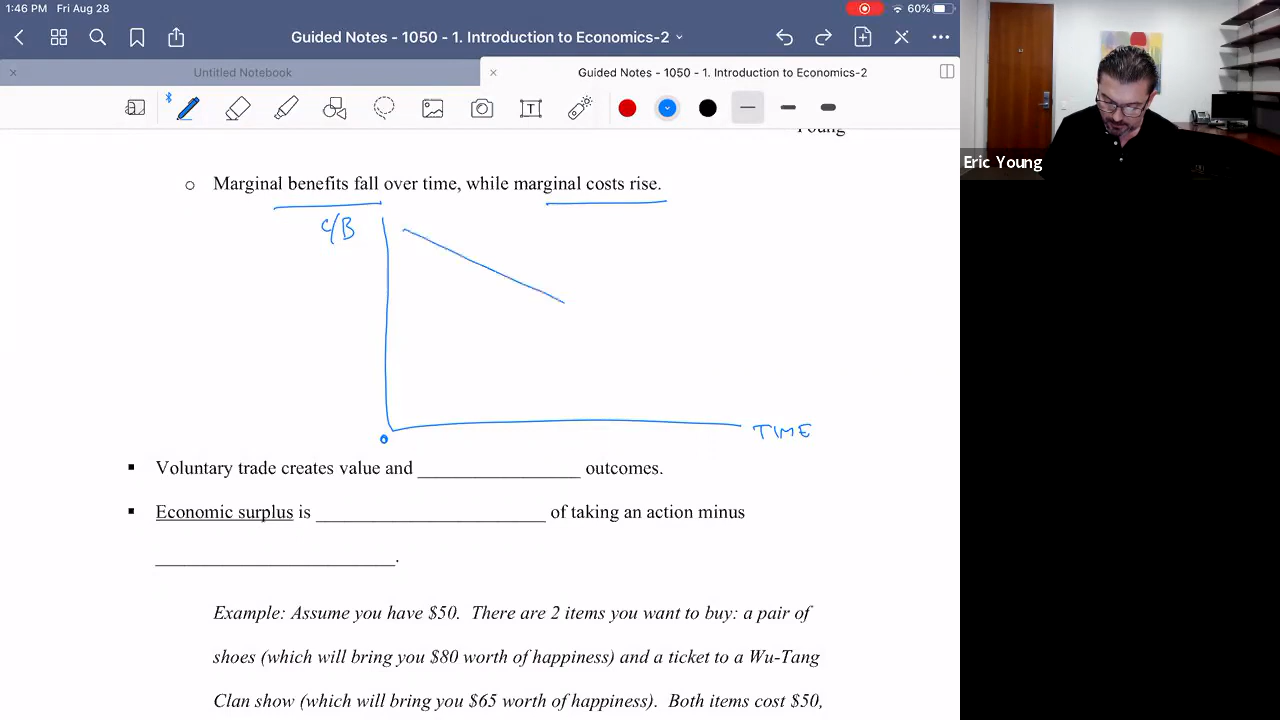 1:46 PM Fri Aug 28
60%
Guided Notes - 1050 - 1. Introduction to Economics-2
Untitled Notebook
Guided Notes - 1050 - 1. Introduction to Economics-2
Young
o Marginal benefits fall over time, while marginal costs rise.
C/B
TIME
▪ Voluntary trade creates value and _________________ outcomes.
▪ Economic surplus is ________________________ of taking an action minus
_________________________.
Example: Assume you have $50. There are 2 items you want to buy: a pair of
shoes (which will bring you $80 worth of happiness) and a ticket to a Wu-Tang
Clan show (which will bring you $65 worth of happiness). Both items cost $50,
Eric Young